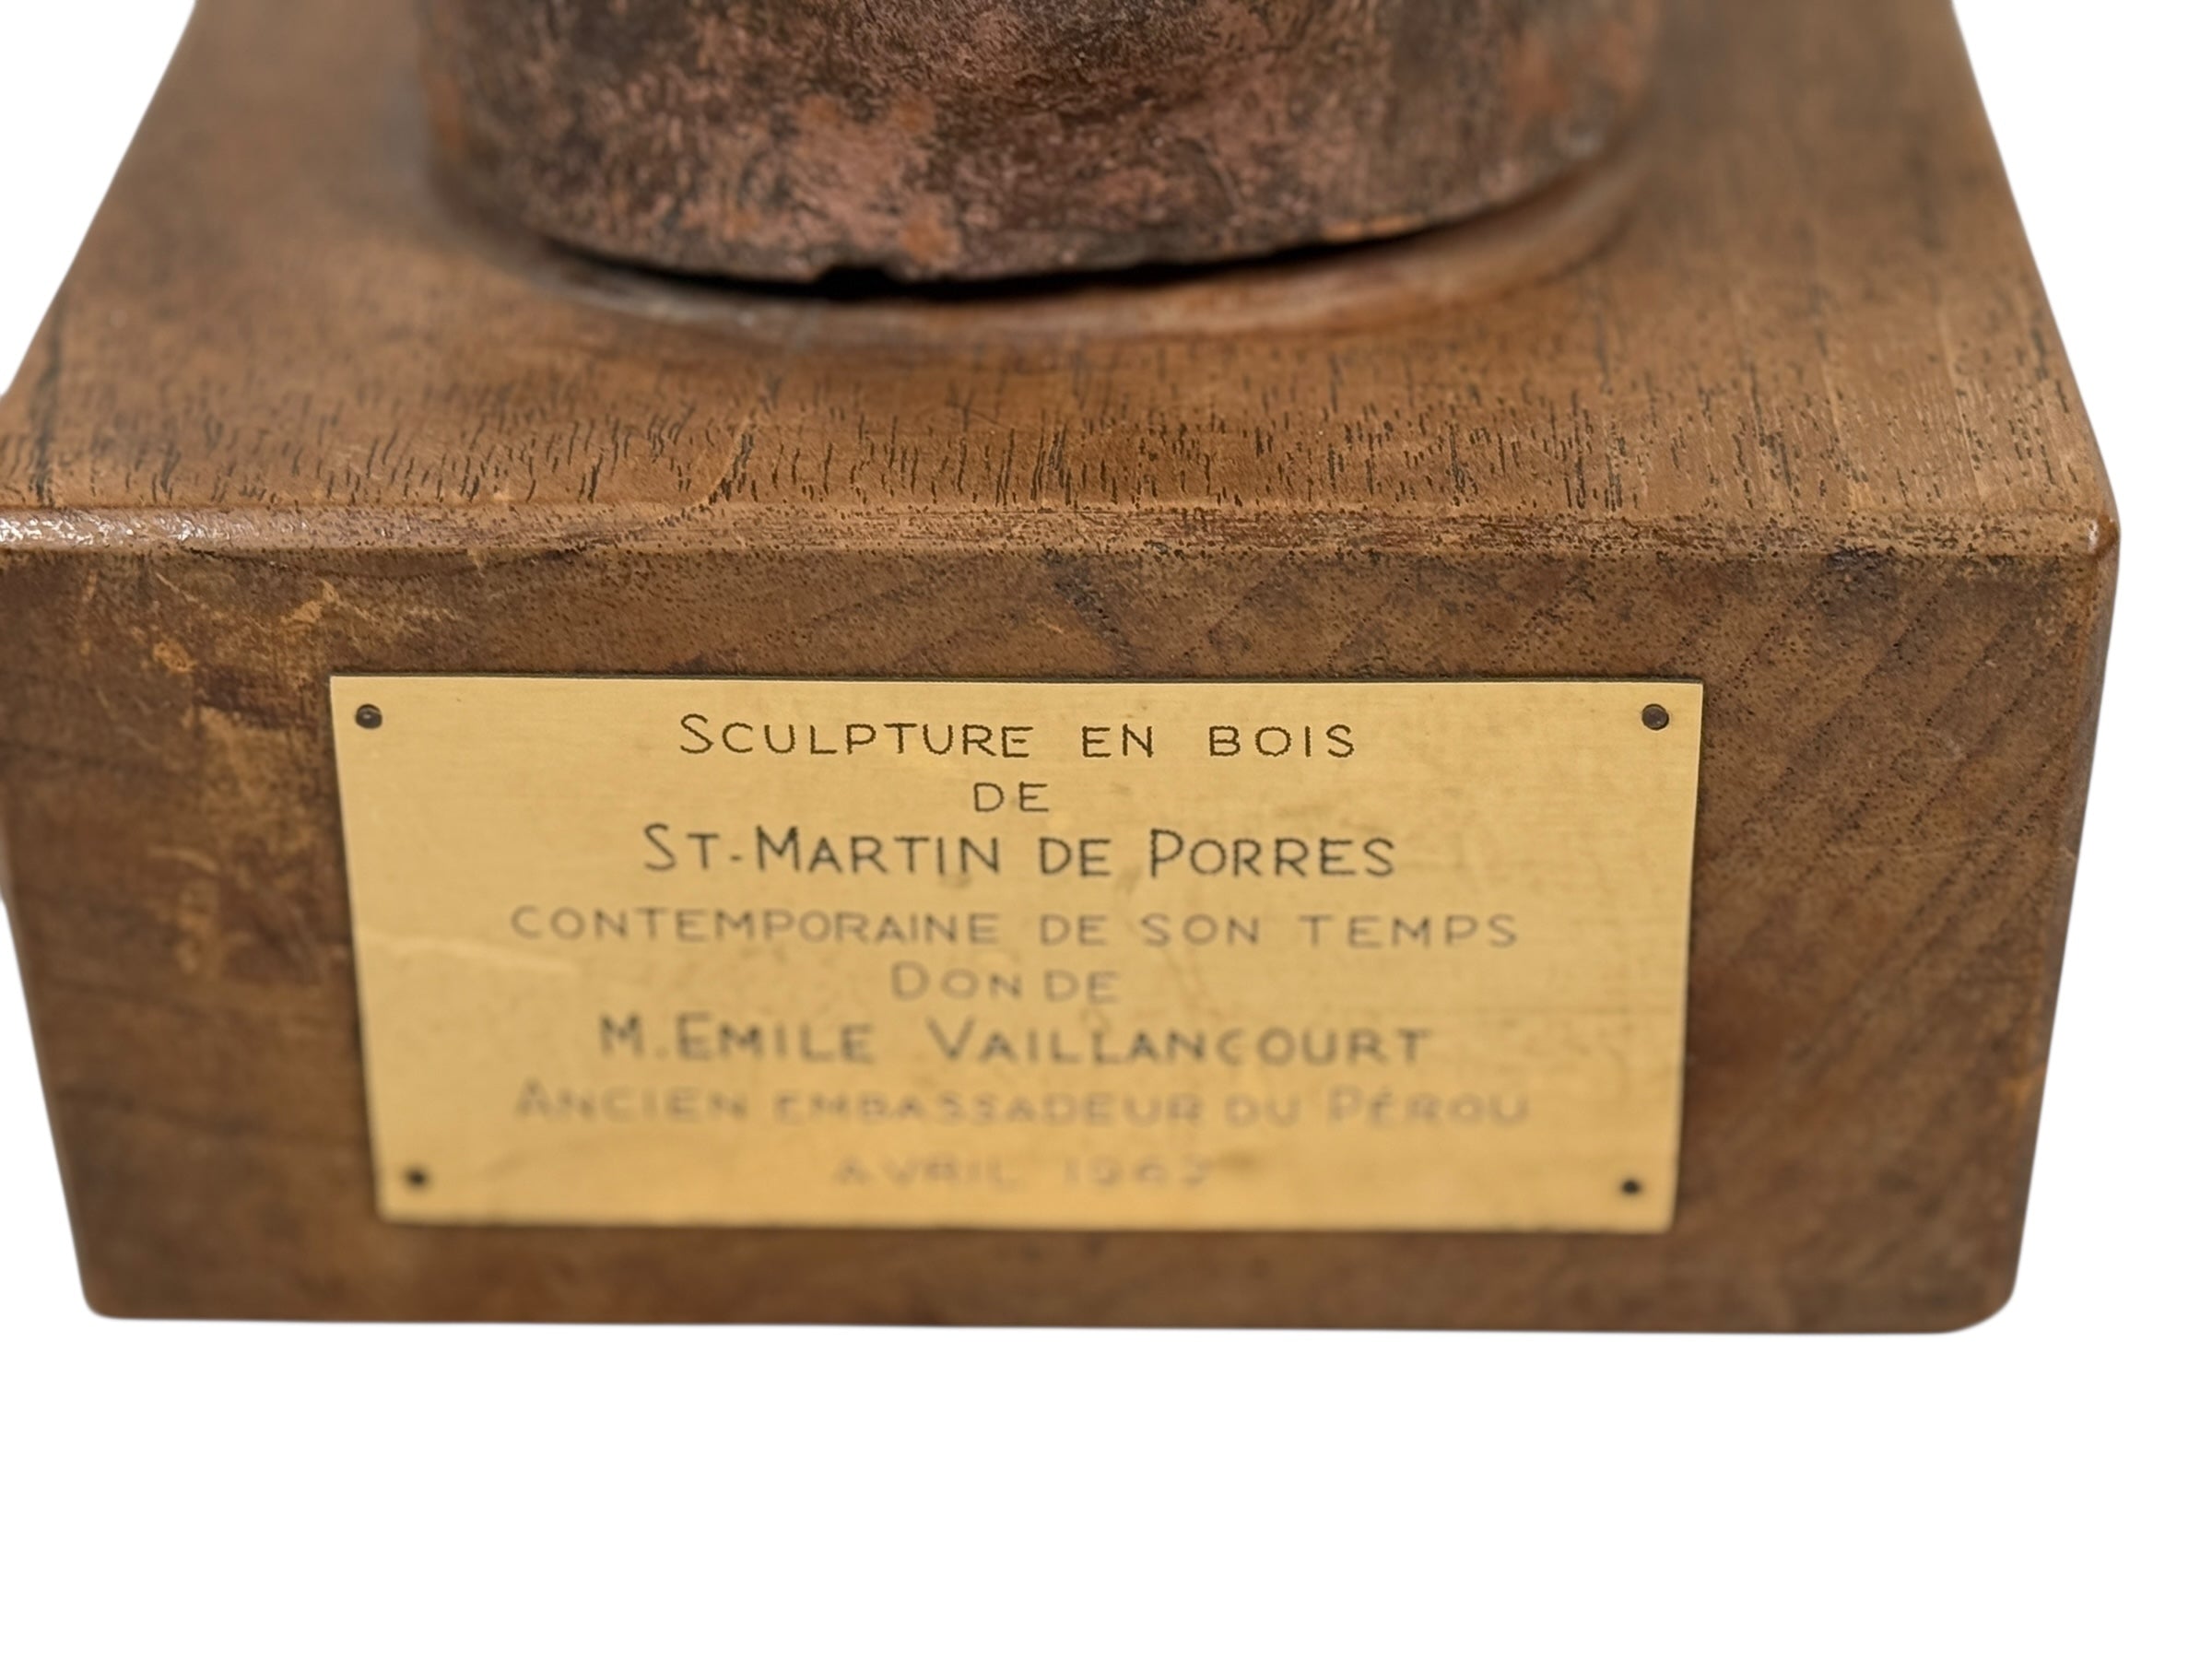 SCULPTURE EN BOIS
DE
ST-MARTIN DE PORRES
CONTEMPORAINE DE SON TEMPS
DON DE
M. EMILE VAILLANCOURT
ANCIEN EMBASSADEUR DU PÉROU
AVRIL